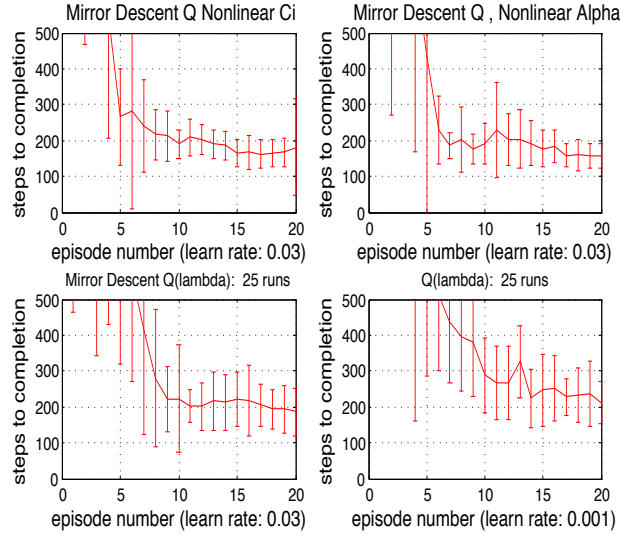 Mirror Descent Q Nonlinear Ci
steps to completion
500
400
300
200
100
0
0 5 10 15 20
episode number (learn rate: 0.03)
Mirror Descent Q , Nonlinear Alpha
steps to completion
500
400
300
200
100
0
0 5 10 15 20
episode number (learn rate: 0.03)
Mirror Descent Q(lambda): 25 runs
steps to completion
500
400
300
200
100
0
0 5 10 15 20
episode number (learn rate: 0.03)
Q(lambda): 25 runs
steps to completion
500
400
300
200
100
0
0 5 10 15 20
episode number (learn rate: 0.001)